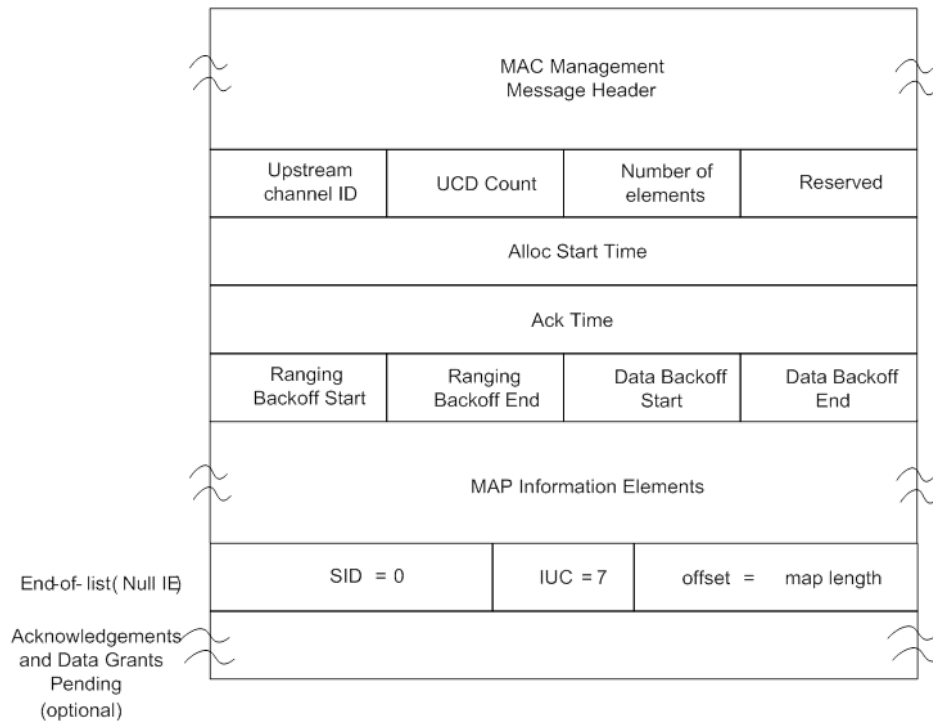 MAC Management
Message Header
Upstream
channel ID
UCD Count
Number of
elements
Reserved
Alloc Start Time
Ack Time
Ranging
Backoff Start
Ranging
Backoff End
Data Backoff
Start
Data Backoff
End
MAP Information Elements
End-of-list( Null IE)
SID = 0
IUC = 7
offset = map length
Acknowledgements
and Data Grants
Pending
(optional)